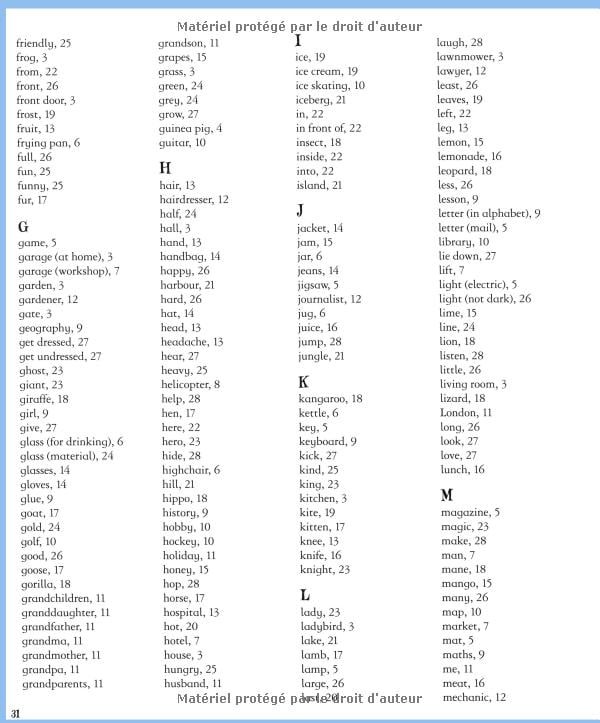 Matériel protégé par le droit d'auteur
friendly, 25
frog, 3
from, 22
front, 26
front door, 3
frost, 19
fruit, 13
frying pan, 6
full, 26
fun, 25
funny, 25
fur, 17
G
game, 5
garage (at home), 3
garage (workshop), 7
garden, 3
gardener, 12
gate, 3
geography, 9
get dressed, 27
get undressed, 27
ghost, 23
giant, 23
giraffe, 18
girl, 9
give, 27
glass (for drinking), 6
glass (material), 24
glasses, 14
gloves, 14
glue, 9
goat, 17
gold, 24
golf, 10
good, 26
goose, 17
gorilla, 18
grandchildren, 11
granddaughter, 11
grandfather, 11
grandma, 11
grandmother, 11
grandpa, 11
grandparents, 11
grandson, 11
grapes, 15
grass, 3
green, 24
grey, 24
grow, 27
guinea pig, 4
guitar, 10
H
hair, 13
hairdresser, 12
half, 24
hall, 3
hand, 13
handbag, 14
happy, 26
harbour, 21
hard, 26
hat, 14
head, 13
headache, 13
hear, 27
heavy, 25
helicopter, 8
help, 28
hen, 17
here, 22
hero, 23
hide, 28
highchair, 6
hill, 21
hippo, 18
history, 9
hobby, 10
hockey, 10
holiday, 11
honey, 15
hop, 28
horse, 17
hospital, 13
hot, 20
hotel, 7
house, 3
hungry, 25
husband, 11
I
ice, 19
ice cream, 19
ice skating, 10
iceberg, 21
in, 22
in front of, 22
insect, 18
inside, 22
into, 22
island, 21
J
jacket, 14
jam, 15
jar, 6
jeans, 14
jigsaw, 5
journalist, 12
jug, 6
juice, 16
jump, 28
jungle, 21
K
kangaroo, 18
kettle, 6
key, 5
keyboard, 9
kick, 27
kind, 25
king, 23
kitchen, 3
kite, 19
kitten, 17
knee, 13
knife, 16
knight, 23
L
lady, 23
ladybird, 3
lake, 21
lamb, 17
lamp, 5
large, 26
last, 20
laugh, 28
lawnmower, 3
lawyer, 12
least, 26
leaves, 19
left, 22
leg, 13
lemon, 15
lemonade, 16
leopard, 18
less, 26
lesson, 9
letter (in alphabet), 9
letter (mail), 5
library, 10
lie down, 27
lift, 7
light (electric), 5
light (not dark), 26
lime, 15
line, 24
lion, 18
listen, 28
little, 26
living room, 3
lizard, 18
London, 11
long, 26
look, 27
love, 27
lunch, 16
M
magazine, 5
magic, 23
make, 28
man, 7
mane, 18
mango, 15
many, 26
map, 10
market, 7
mat, 5
maths, 9
me, 11
meat, 16
mechanic, 12
Matériel protégé par le droit d'auteur
31